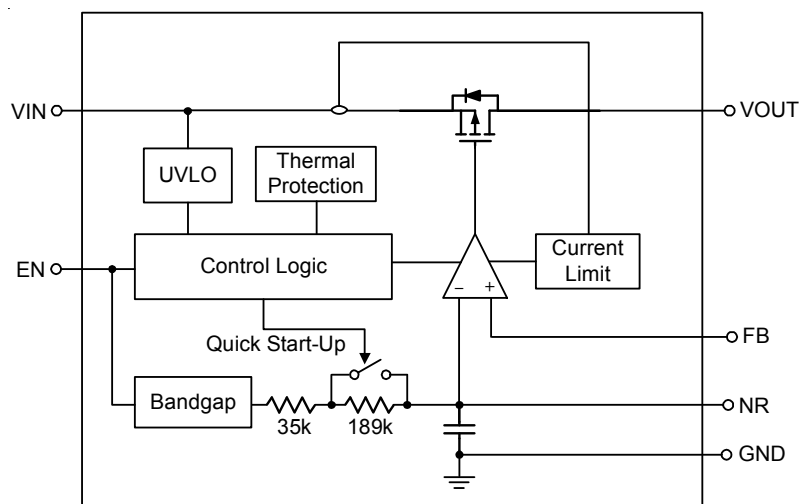 VIN
VOUT
UVLO
Thermal
Protection
EN
Control Logic
Current
Limit
− +
Quick Start-Up
FB
Bandgap
35k
189k
NR
GND